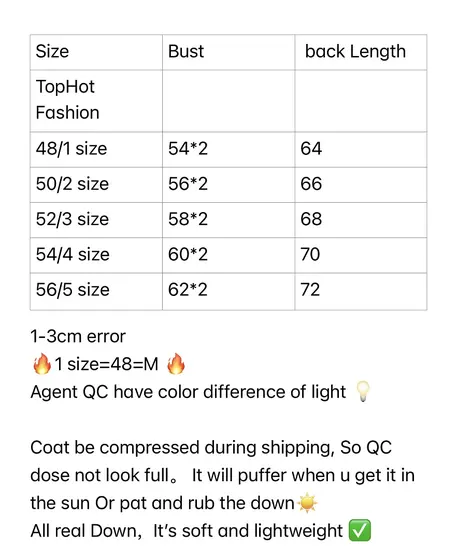 Size Bust back Length
TopHot
Fashion
48/1 size 54*2 64
50/2 size 56*2 66
52/3 size 58*2 68
54/4 size 60*2 70
56/5 size 62*2 72
1-3cm error
🔥1 size=48=M 🔥
Agent QC have color difference of light 💡
Coat be compressed during shipping, So QC
dose not look full。 It will puffer when u get it in
the sun Or pat and rub the down☀️
All real Down，It’s soft and lightweight ✅